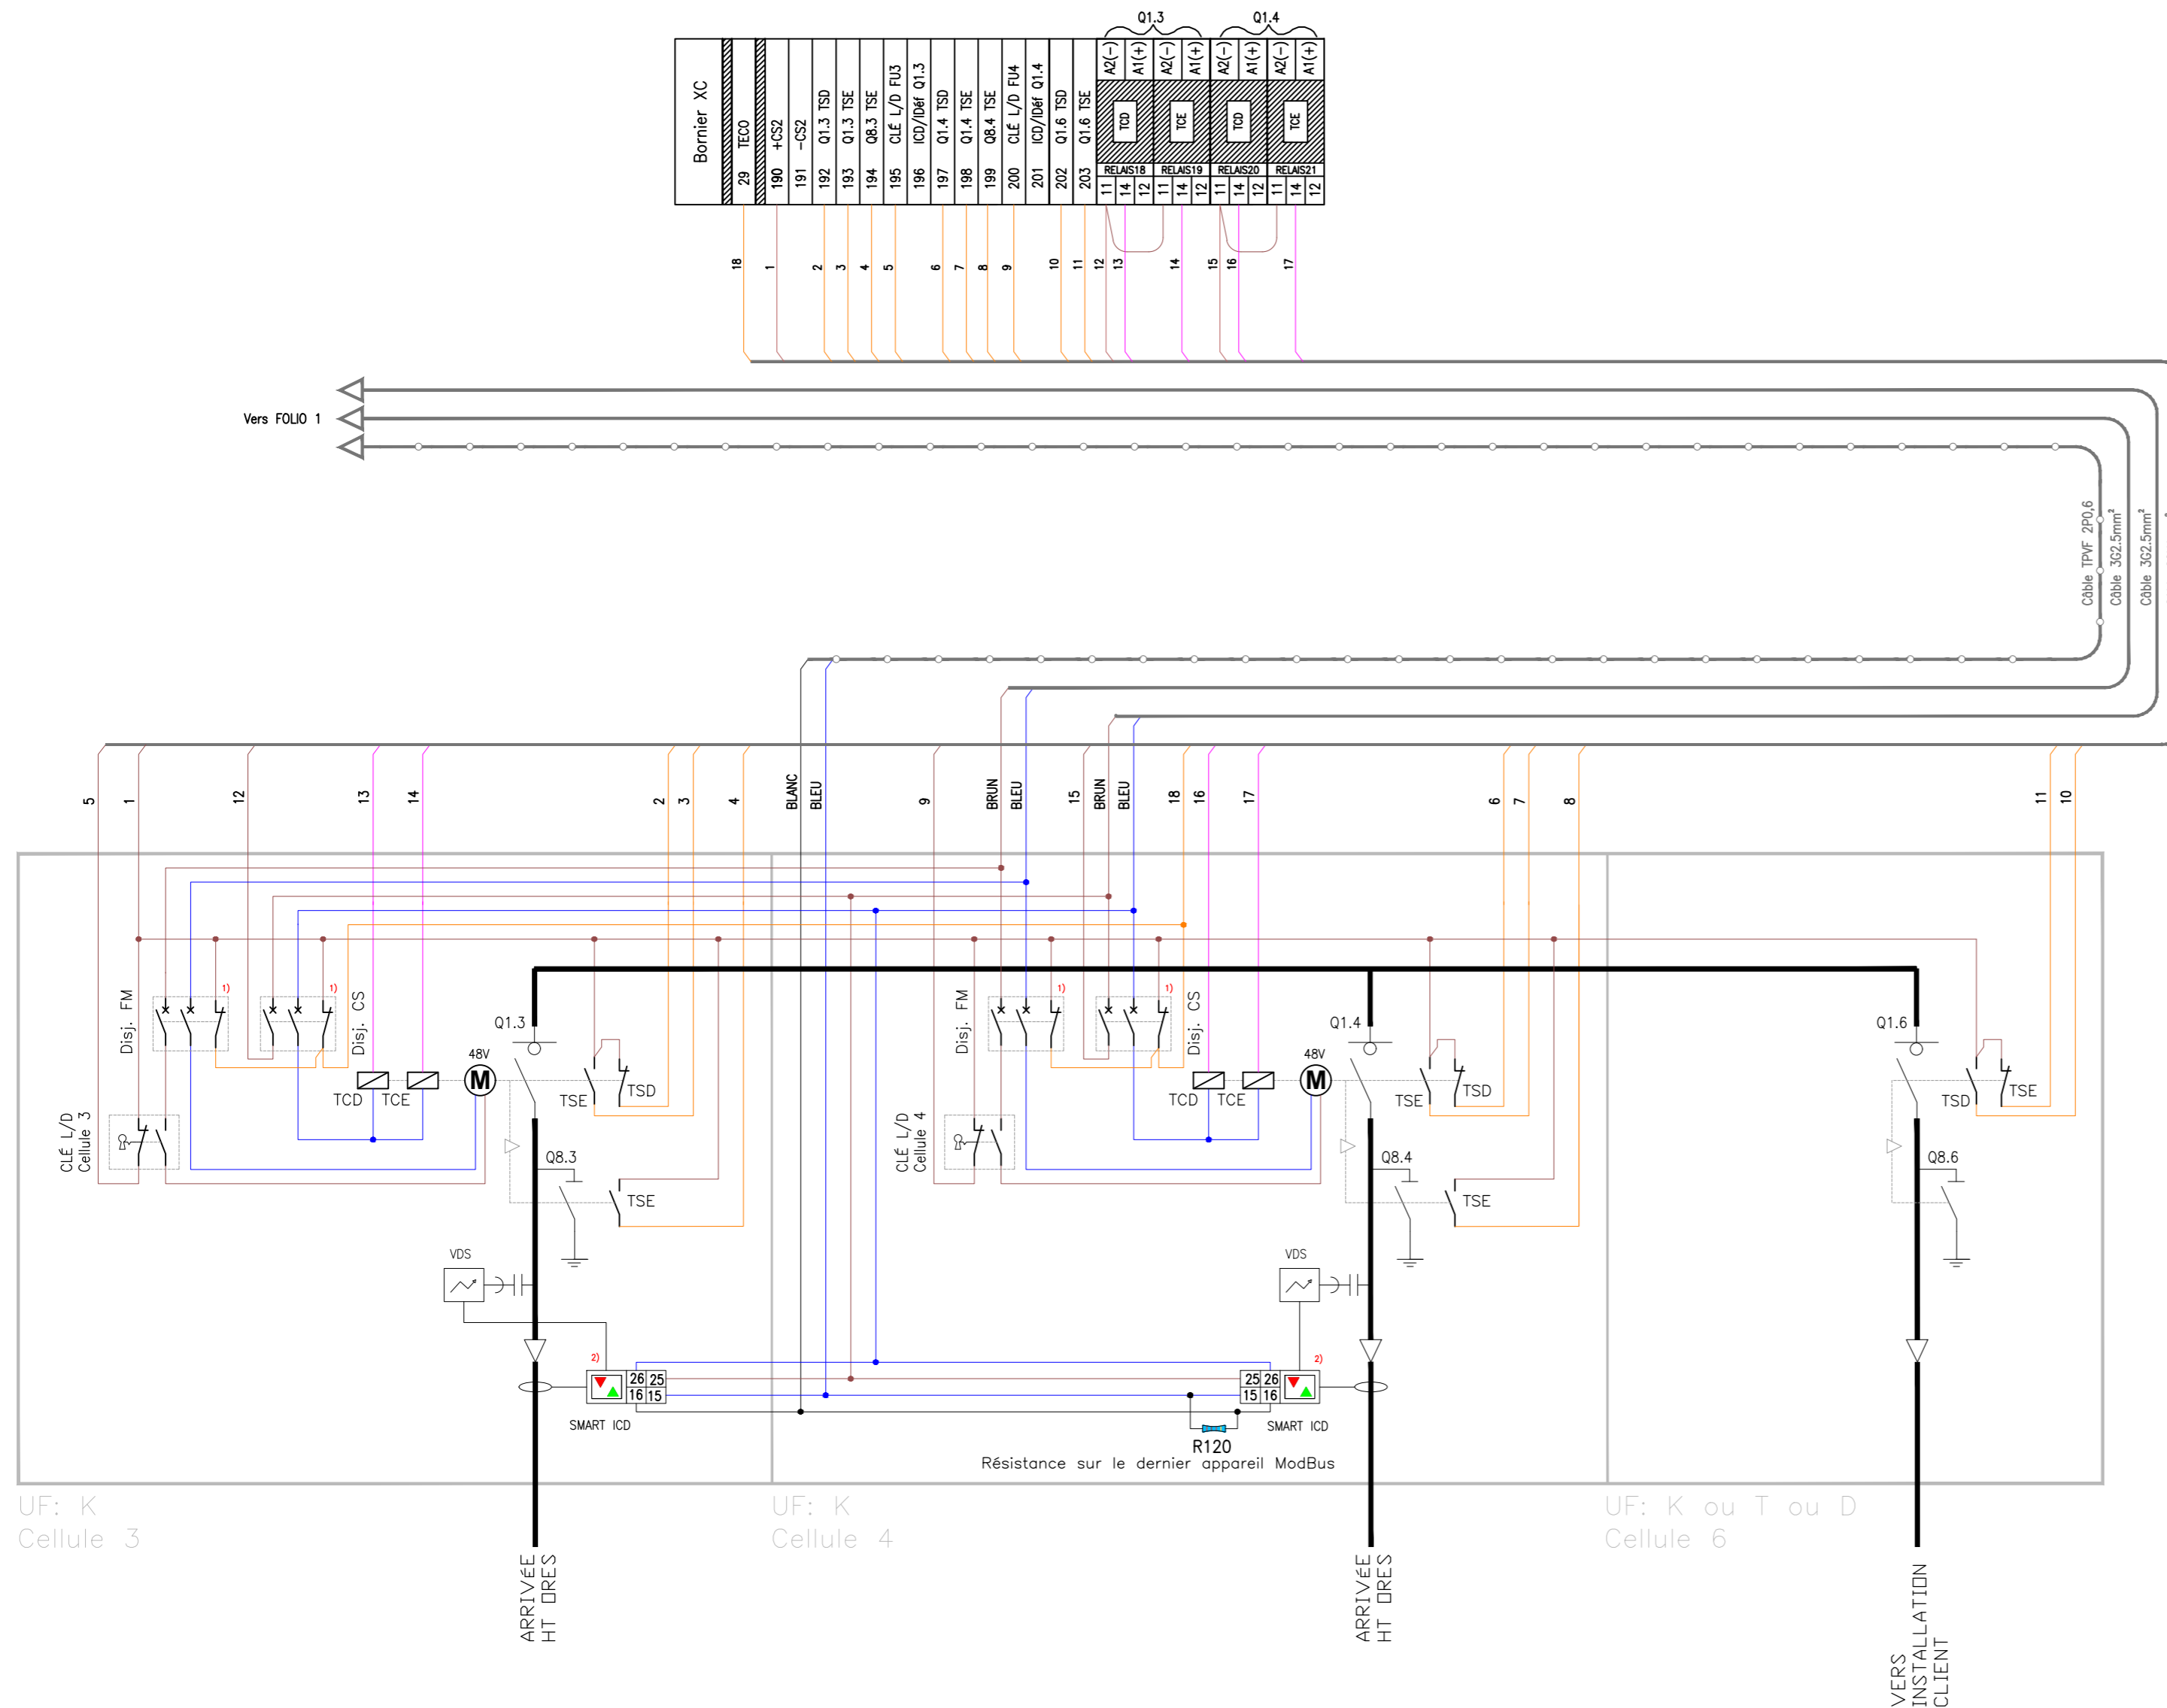 Q1.3
Q1.4
Bornier XC
29 TECO
190 +CS2
191 -CS2
192 Q1.3 TSD
193 Q1.3 TSE
194 Q8.3 TSE
195 CLÉ L/D FU3
196 ICD/IDéf Q1.3
197 Q1.4 TSD
198 Q1.4 TSE
199 Q8.4 TSE
200 CLÉ L/D FU4
201 ICD/IDéf Q1.4
202 Q1.6 TSD
203 Q1.6 TSE
A2(-) A1(+) A2(-) A1(+) A2(-) A1(+) A2(-) A1(+)
TCD TCE TCD TCE
RELAIS18 RELAIS19 RELAIS20 RELAIS21
11 14 12 11 14 12 11 14 12 11 14 12
18 1 2 3 4 5 6 7 8 9 10 11 12 13 14 15 16 17
Vers FOLIO 1
Câble TPVF 2P0,6
Câble 3G2.5mm²
Câble 3G2.5mm²
5 1 12 13 14 2 3 4 BLANC BLEU 9 BRUN BLEU 15 BRUN BLEU 18 16 17 6 7 8 11 10
Disj. FM
1)
1)
Disj. CS
Q1.3
48V
M
TCD TCE
TSE
TSD
CLÉ L/D
Cellule 3
Q8.3
TSE
VDS
2)
26 25
16 15
SMART ICD
Disj. FM
1)
1)
Disj. CS
Q1.4
48V
M
TCD TCE
TSE
TSD
CLÉ L/D
Cellule 4
Q8.4
TSE
VDS
2)
25 26
15 16
SMART ICD
R120
Résistance sur le dernier appareil ModBus
Q1.6
TSD
TSE
Q8.6
UF: K
Cellule 3
UF: K
Cellule 4
UF: K ou T ou D
Cellule 6
ARRIVÉE
HT ORES
ARRIVÉE
HT ORES
VERS
INSTALLATION
CLIENT